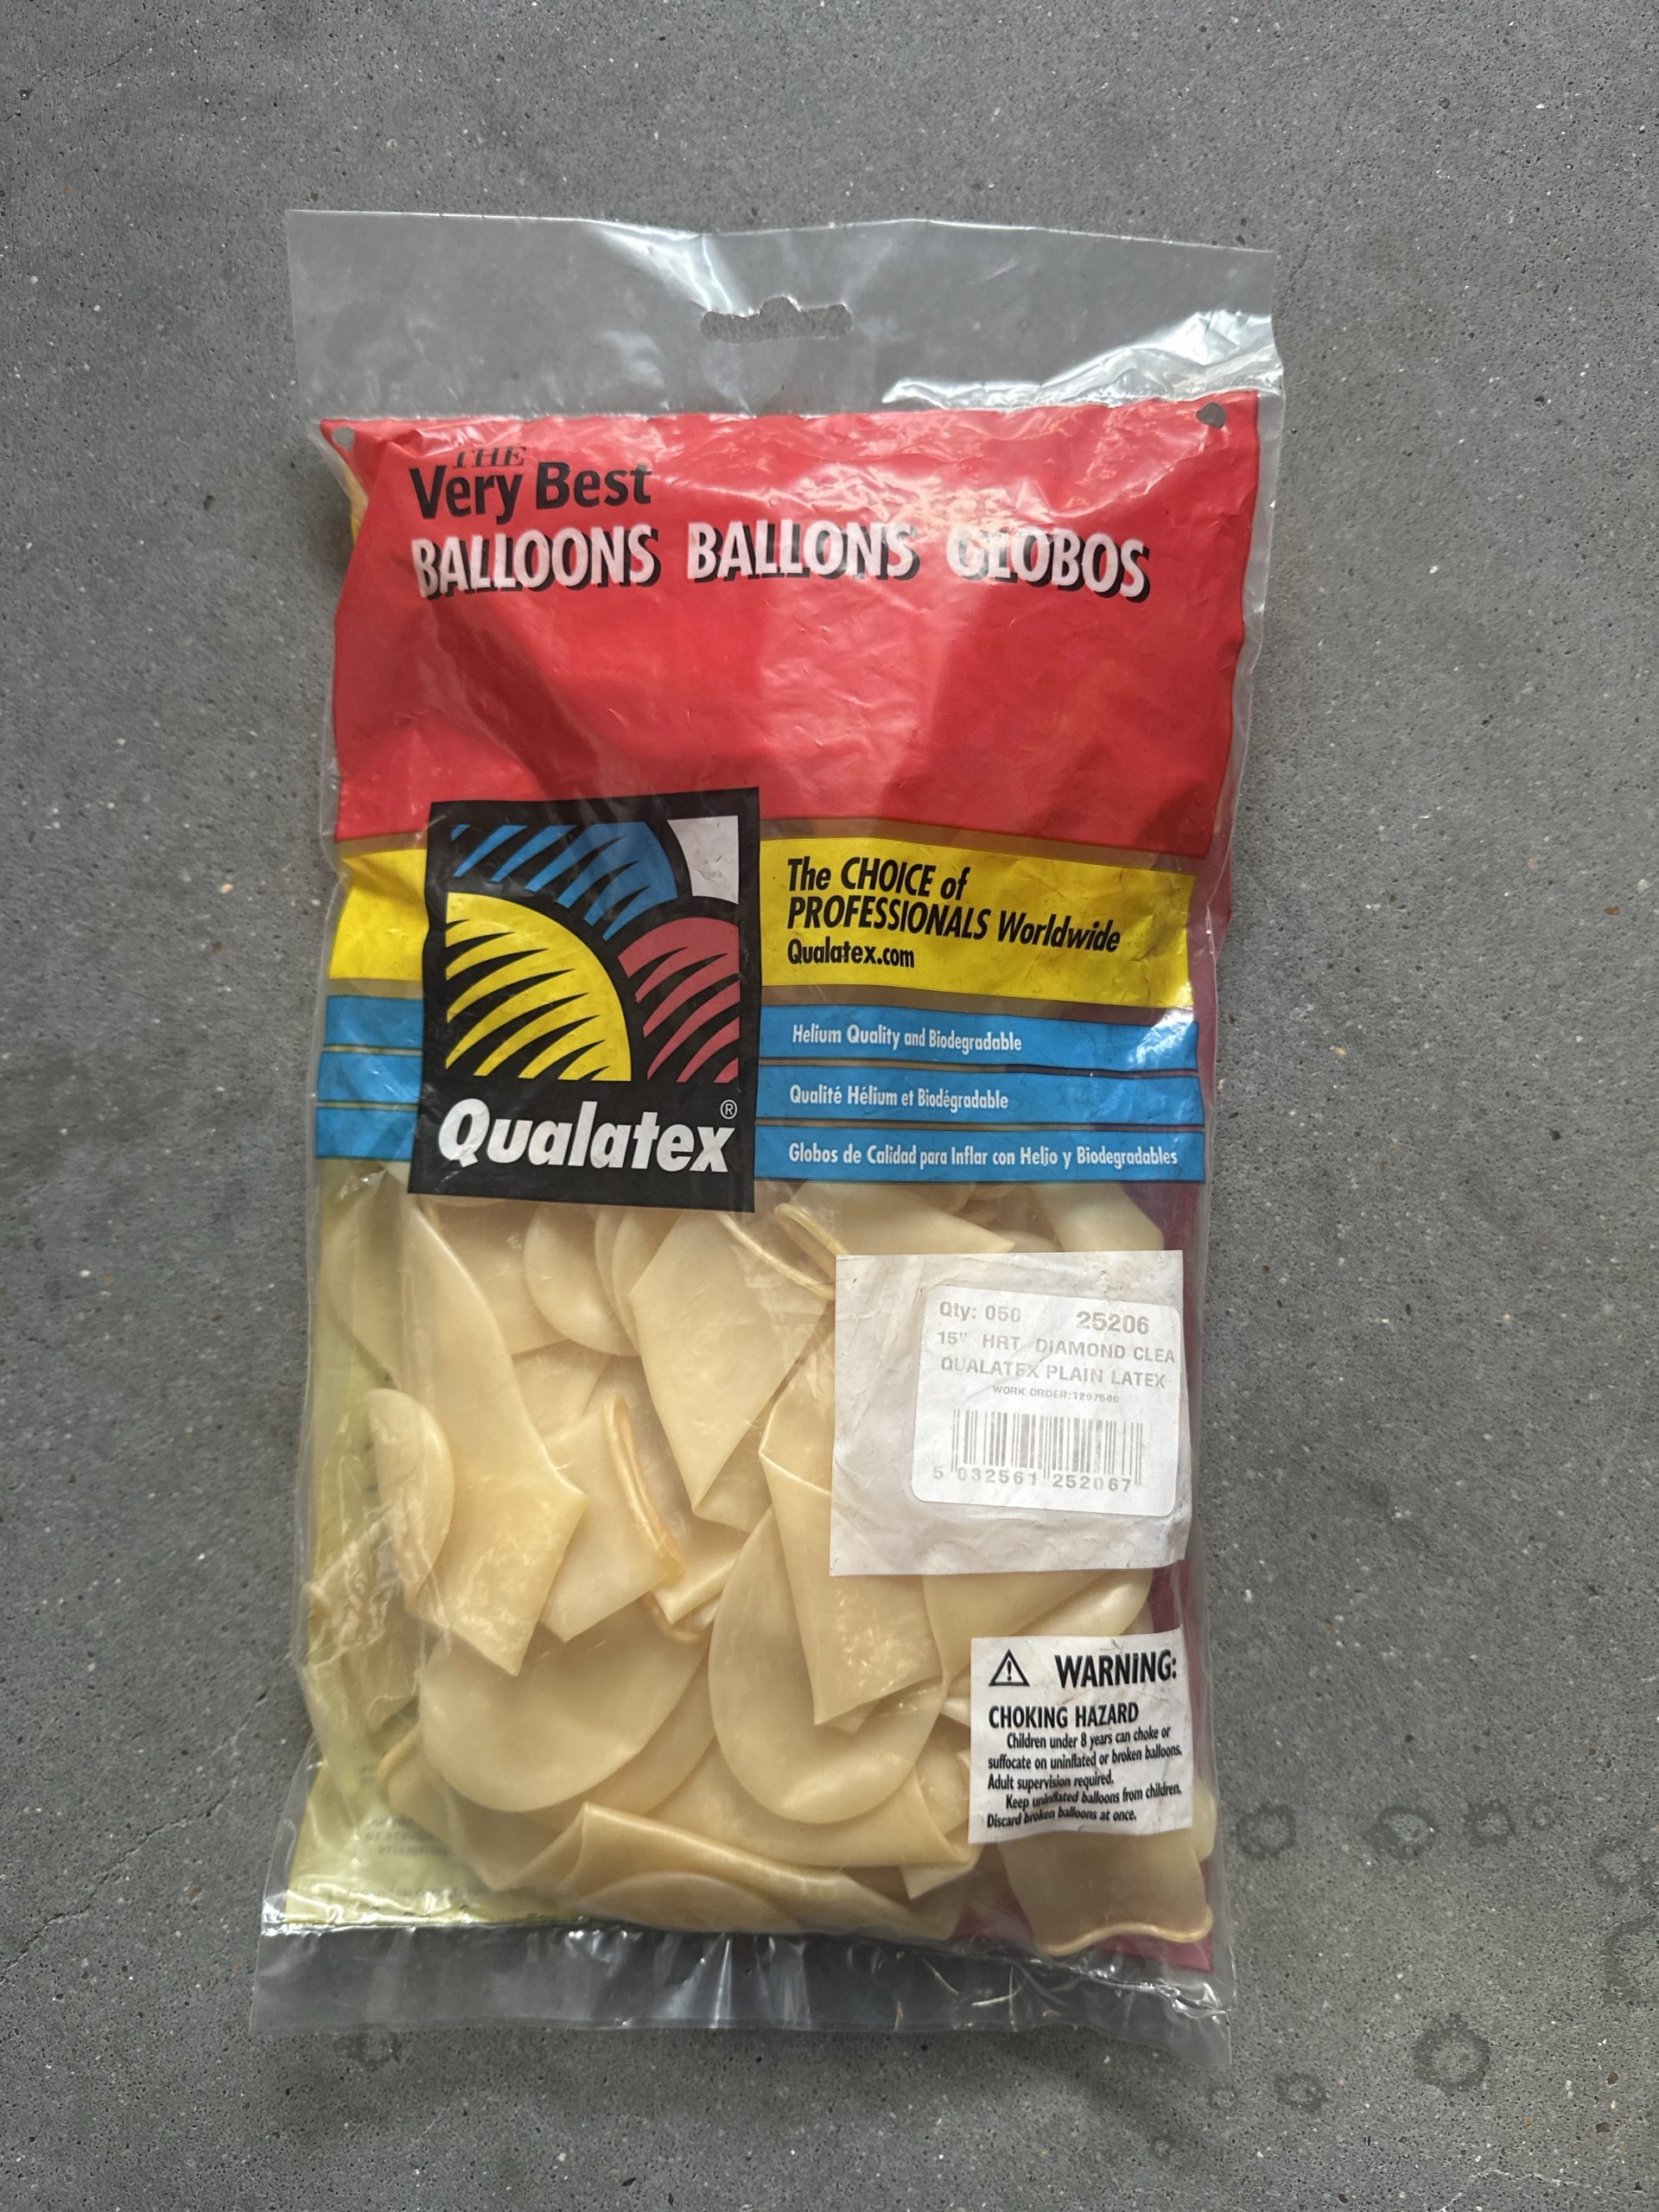 THE
Very Best
BALLOONS BALLONS GLOBOS
The CHOICE of
PROFESSIONALS Worldwide
Qualatex.com
Helium Quality and Biodegradable
Qualité Hélium et Biodégradable
Globos de Calidad para Inflar con Helio y Biodegradables
Qualatex®
Qty: 050 25206
15" HRT DIAMOND CLEA
QUALATEX PLAIN LATEX
WORK ORDER:1297560
5 032561 252067
WARNING:
CHOKING HAZARD
Children under 8 years can choke or
suffocate on uninflated or broken balloons.
Adult supervision required.
Keep uninflated balloons from children.
Discard broken balloons at once.